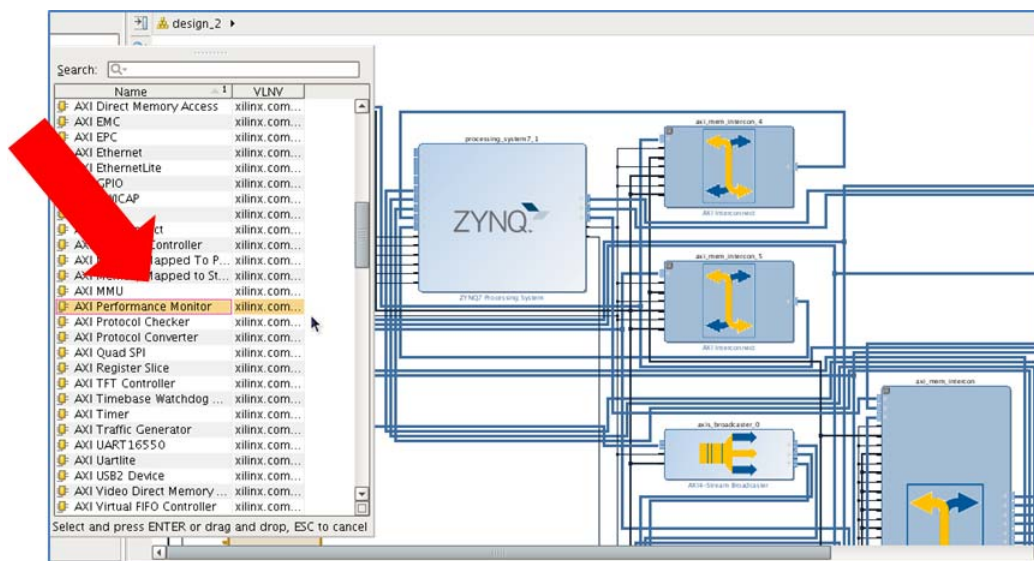 design_2
Search:
Name 1 VLNV
AXI Direct Memory Access xilinx.com...
AXI EMC xilinx.com...
AXI EPC xilinx.com...
AXI Ethernet xilinx.com...
AXI EthernetLite xilinx.com...
GPIO xilinx.com...
xilinx.com...
xilinx.com...
xilinx.com...
xilinx.com...
Mapped To P... xilinx.com...
Mapped to St... xilinx.com...
AXI MMU xilinx.com...
AXI Performance Monitor xilinx.com...
AXI Protocol Checker xilinx.com...
AXI Protocol Converter xilinx.com...
AXI Quad SPI xilinx.com...
AXI Register Slice xilinx.com...
AXI TFT Controller xilinx.com...
AXI Timebase Watchdog ... xilinx.com...
AXI Timer xilinx.com...
AXI Traffic Generator xilinx.com...
AXI UART16550 xilinx.com...
AXI Uartlite xilinx.com...
AXI USB2 Device xilinx.com...
AXI Video Direct Memory ... xilinx.com...
AXI Virtual FIFO Controller xilinx.com...
Select and press ENTER or drag and drop, ESC to cancel
processing_system7_1
ZYNQ
ZYNQ7 Processing System
axi_mem_intercon_4
AXI Interconnect
axi_mem_intercon_5
AXI Interconnect
axis_broadcaster_0
AXI4-Stream Broadcaster
axi_mem_intercon